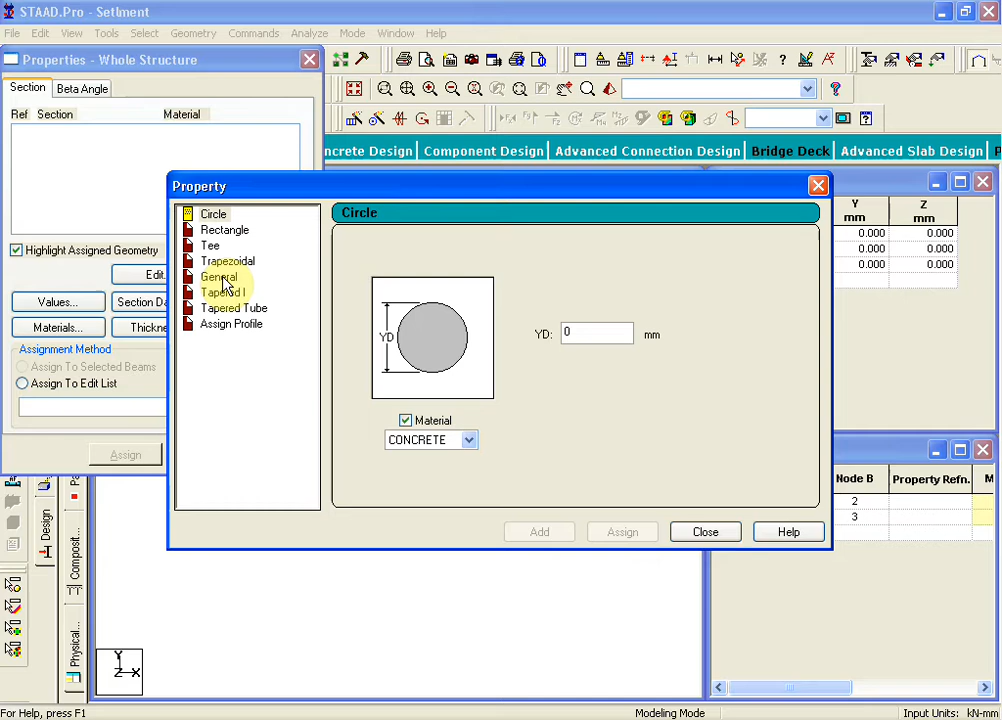 STAAD.Pro - Setlment
File Edit View Tools Select Geometry Commands Analyze Mode Window Help
Properties - Whole Structure
Section Beta Angle
Ref Section Material
Highlight Assigned Geometry
Edit
Values... Section Da
Materials... Thickne
Assignment Method
Assign To Selected Beams
Assign To Edit List
Assign
ncrete Design Component Design Advanced Connection Design Bridge Deck Advanced Slab Design P
Y mm Z mm
0.000 0.000
0.000 0.000
0.000 0.000
Property
Circle
Rectangle
Tee
Trapezoidal
General
Tapered I
Tapered Tube
Assign Profile
Circle
YD
YD: 0 mm
Material
CONCRETE
Add Assign Close Help
Node B Property Refn. M
2
3
Design
Composit...
Physical...
Pa
Y
Z X
For Help, press F1 Modeling Mode Input Units: kN-mm